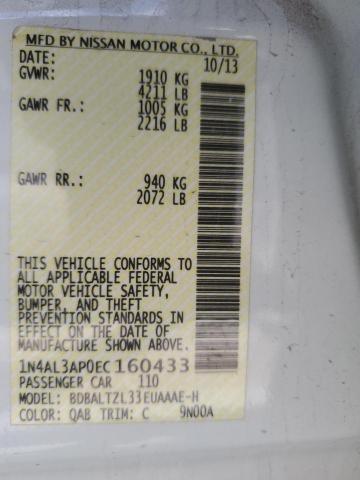 MFD BY NISSAN MOTOR CO., LTD.
DATE: 10/13
GVWR: 1910 KG
4211 LB
GAWR FR.: 1005 KG
2216 LB
GAWR RR.: 940 KG
2072 LB
THIS VEHICLE CONFORMS TO
ALL APPLICABLE FEDERAL
MOTOR VEHICLE SAFETY,
BUMPER, AND THEFT
PREVENTION STANDARDS IN
EFFECT ON THE DATE OF
MANUFACTURE SHOWN ABOVE.
1N4AL3AP0EC160433
PASSENGER CAR 110
MODEL: BDBALTZL33EUAAAE-H
COLOR: QAB TRIM: C 9N00A